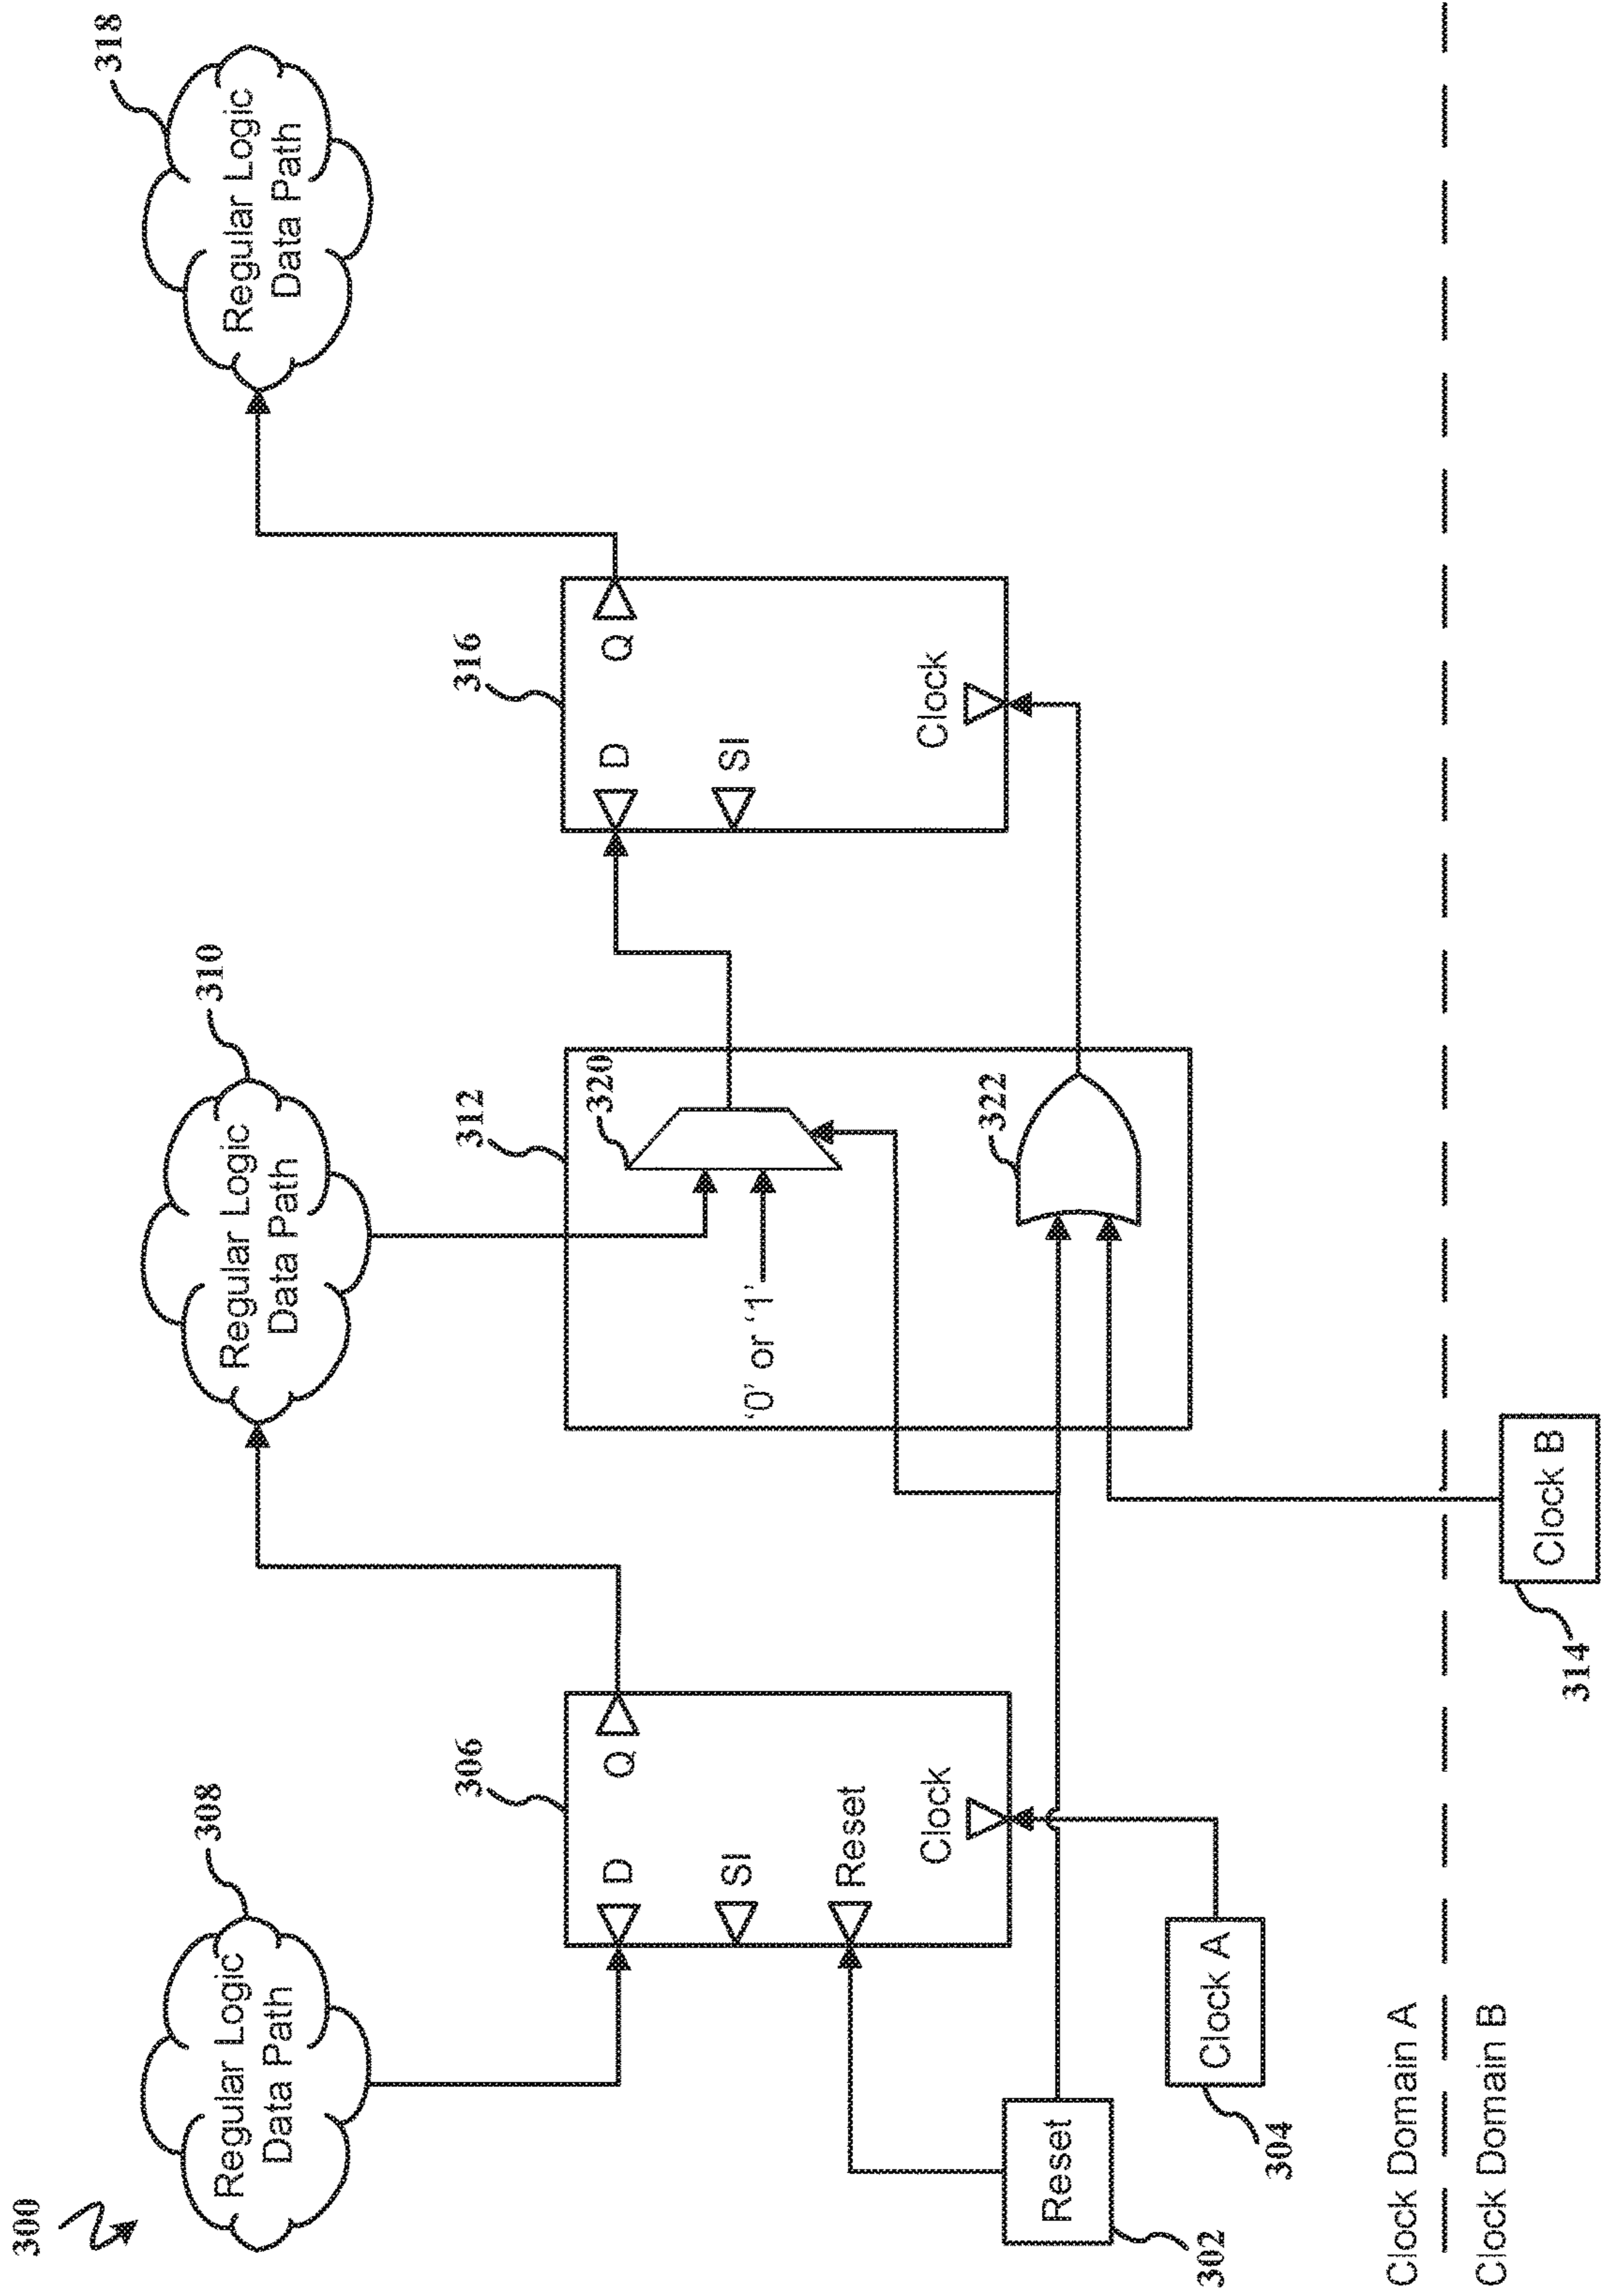 300
308
Regular Logic
Data Path
310
Regular Logic
Data Path
318
Regular Logic
Data Path
306
D
Q
SI
Reset
Clock
312
320
'0' or '1'
322
316
D
Q
SI
Clock
Reset
302
Clock A
304
Clock Domain A
Clock Domain B
Clock B
314